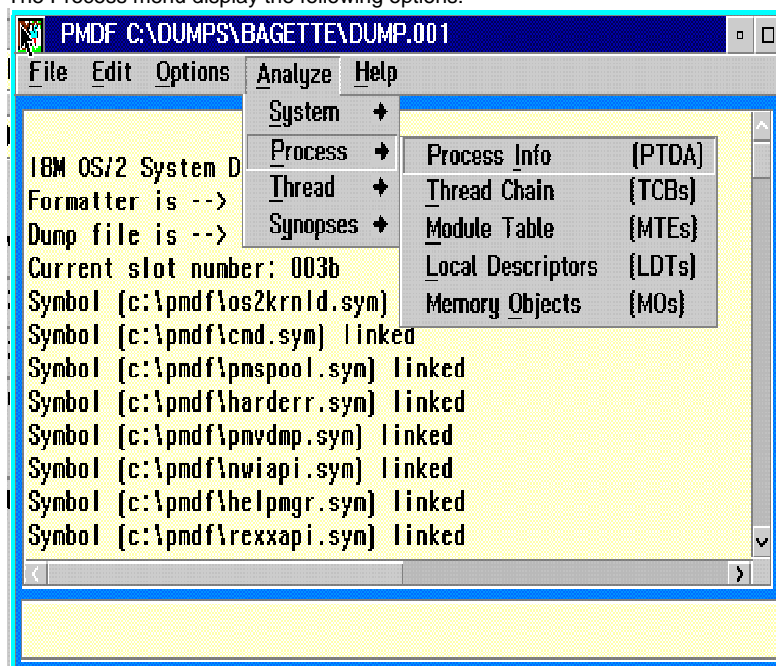 The Process menu display the following options:
PMDF C:\DUMPS\BAGETTE\DUMP.001
File Edit Options Analyze Help
System
Process
Thread
Synopses
Process Info (PTDA)
Thread Chain (TCBs)
Module Table (MTEs)
Local Descriptors (LDTs)
Memory Objects (MOs)
IBM OS/2 System D
Formatter is -->
Dump file is -->
Current slot number: 003b
Symbol (c:\pmdf\os2krnld.sym)
Symbol (c:\pmdf\cmd.sym) linked
Symbol (c:\pmdf\pmspool.sym) linked
Symbol (c:\pmdf\harderr.sym) linked
Symbol (c:\pmdf\pmvdmp.sym) linked
Symbol (c:\pmdf\nwiapi.sym) linked
Symbol (c:\pmdf\helpmgr.sym) linked
Symbol (c:\pmdf\rexxapi.sym) linked